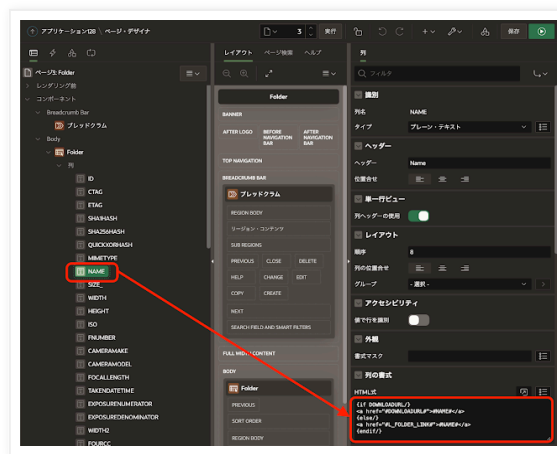 アプリケーション128 \ ページ・デザイナ
3
実行
保存
ページ3: Folder
レンダリング前
コンポーネント
Breadcrumb Bar
ブレッドクラム
Body
Folder
列
ID
CTAG
ETAG
SHA1HASH
SHA256HASH
QUICKXORHASH
MIMETYPE
NAME
SIZE_
WIDTH
HEIGHT
ISO
FNUMBER
CAMERAMAKE
CAMERAMODEL
FOCALLENGTH
TAKENDATETIME
EXPOSURENUMERATOR
EXPOSUREDENOMINATOR
WIDTH2
FOURCC
レイアウト ページ検索 ヘルプ
Folder
BANNER
AFTER LOGO
BEFORE NAVIGATION BAR
AFTER NAVIGATION BAR
TOP NAVIGATION
BREADCRUMB BAR
ブレッドクラム
REGION BODY
リージョン・コンテンツ
SUB REGIONS
PREVIOUS CLOSE DELETE
HELP CHANGE EDIT
COPY CREATE
NEXT
SEARCH FIELD AND SMART FILTERS
FULL WIDTH CONTENT
BODY
Folder
PREVIOUS
SORT ORDER
REGION BODY
列
フィルタ
識別
列名 NAME
タイプ プレーン・テキスト
ヘッダー
ヘッダー Name
位置合せ
単一行ビュー
列ヘッダーの使用
レイアウト
順序 8
列の位置合せ
グループ - 選択 -
アクセシビリティ
値で行を識別
外観
書式マスク
列の書式
HTML式
{if DOWNLOADURL/}
<a href="#DOWNLOADURL#">#NAME#</a>
{else/}
<a href="#L_FOLDER_LINK#">#NAME#</a>
{endif/}